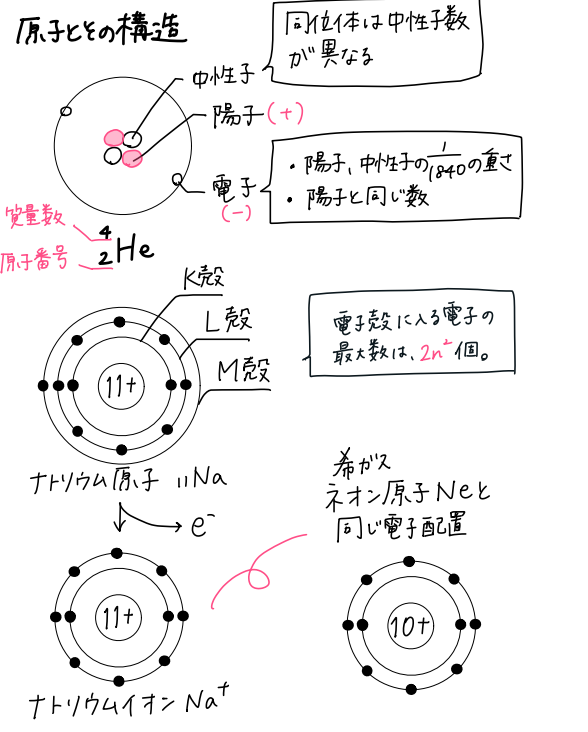 原子とその構造
同位体は中性子数
が異なる
中性子
陽子(+)
電子
(−)
・陽子、中性子の1/1840の重さ
・陽子と同じ数
質量数
原子番号
4
2He
K殻
L殻
M殻
11+
電子殻に入る電子の
最大数は、2n²個。
ナトリウム原子 11Na
e⁻
希ガス
ネオン原子Neと
同じ電子配置
11+
10+
ナトリウムイオンNa⁺